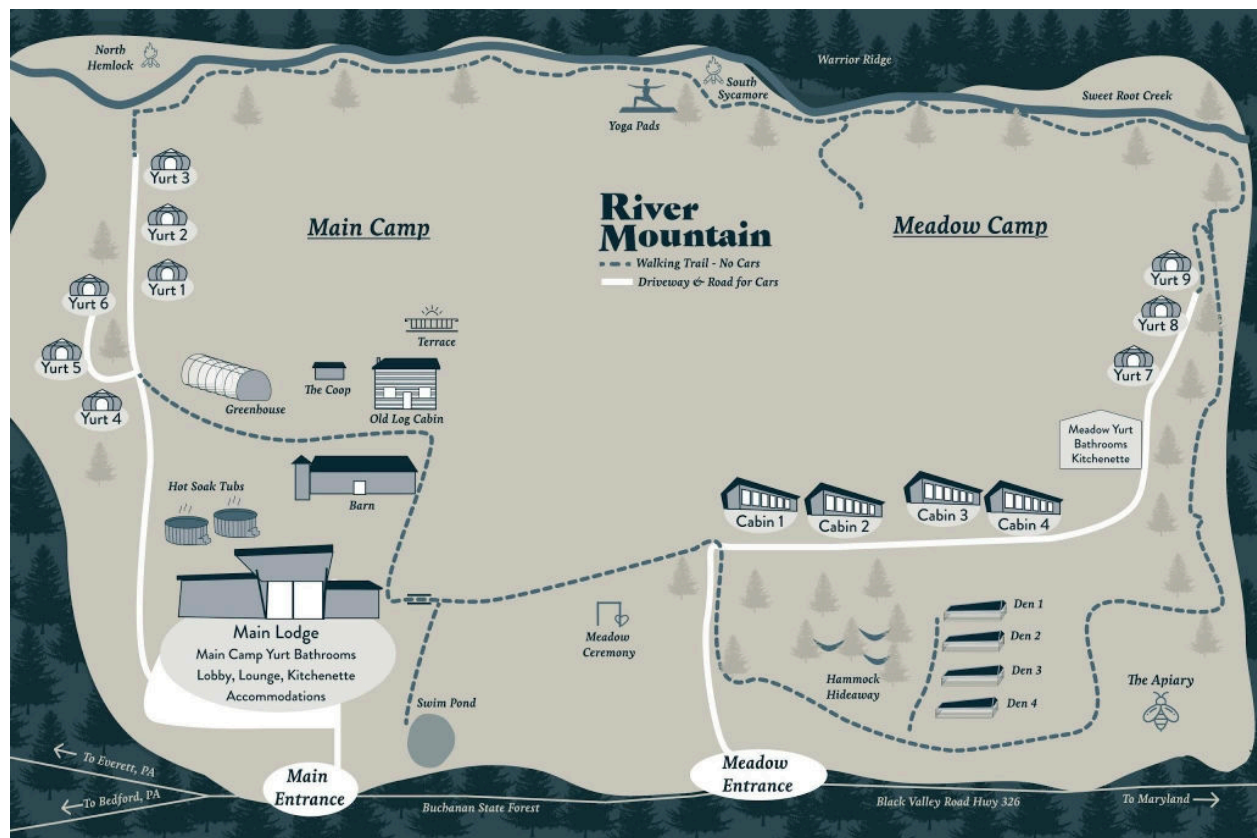 North
Hemlock
South
Sycamore
Warrior Ridge
Sweet Root Creek
Yoga Pads
Yurt 3
Yurt 2
Yurt 1
Yurt 6
Yurt 5
Yurt 4
Main Camp
River
Mountain
Walking Trail - No Cars
Driveway & Road for Cars
Meadow Camp
Yurt 9
Yurt 8
Yurt 7
Terrace
Greenhouse
The Coop
Old Log Cabin
Meadow Yurt
Bathrooms
Kitchenette
Hot Soak Tubs
Barn
Cabin 1
Cabin 2
Cabin 3
Cabin 4
Main Lodge
Main Camp Yurt Bathrooms
Lobby, Lounge, Kitchenette
Accommodations
Meadow
Ceremony
Hammock
Hideaway
Den 1
Den 2
Den 3
Den 4
The Apiary
Swim Pond
To Everett, PA
To Bedford, PA
Main
Entrance
Buchanan State Forest
Meadow
Entrance
Black Valley Road Hwy 326
To Maryland